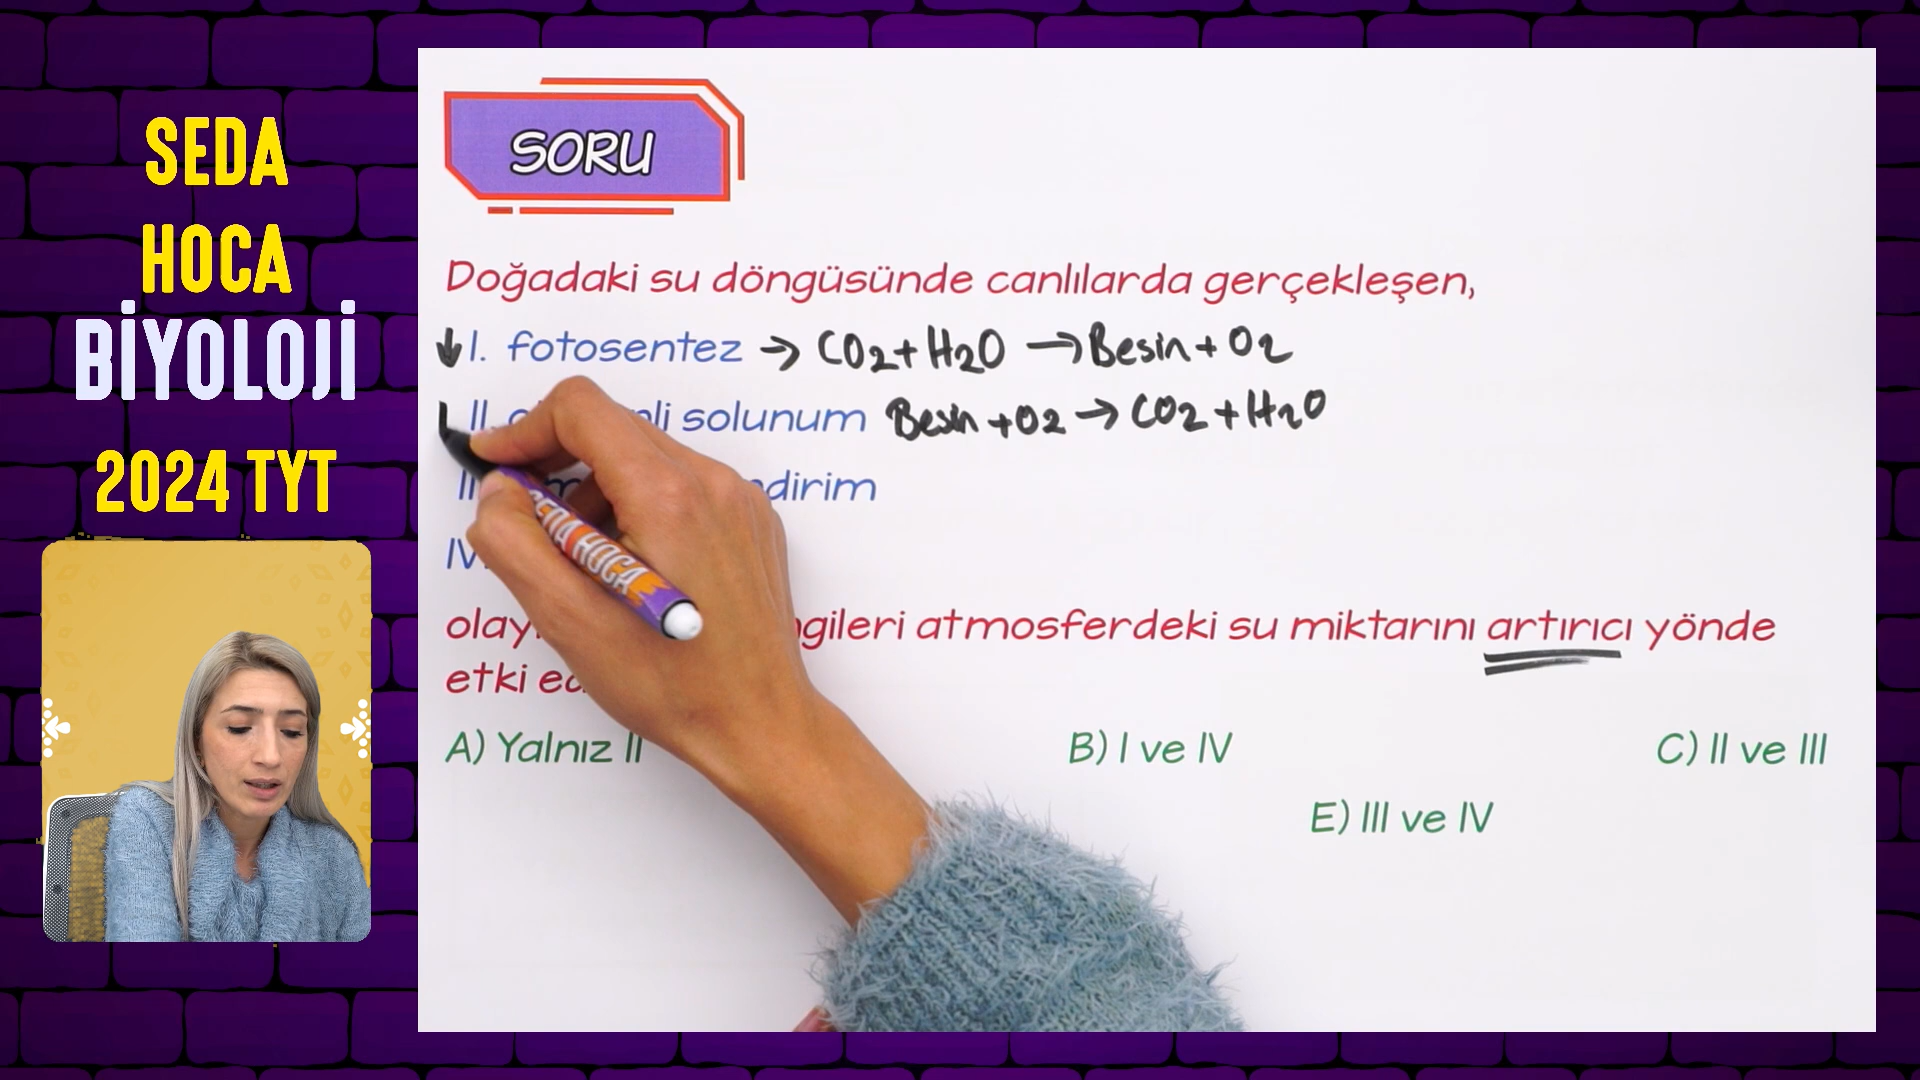 SEDA
HOCA
BİYOLOJİ
2024 TYT
SORU
Doğadaki su döngüsünde canlılarda gerçekleşen,
I. fotosentez → CO2+H2O → Besin+O2
II. solunum Besin+O2 → CO2+H2O
IV.
SEDA HOCA
atmosferdeki su miktarını artırıcı yönde
etki
A) Yalnız II
B) I ve IV
C) II ve III
E) III ve IV